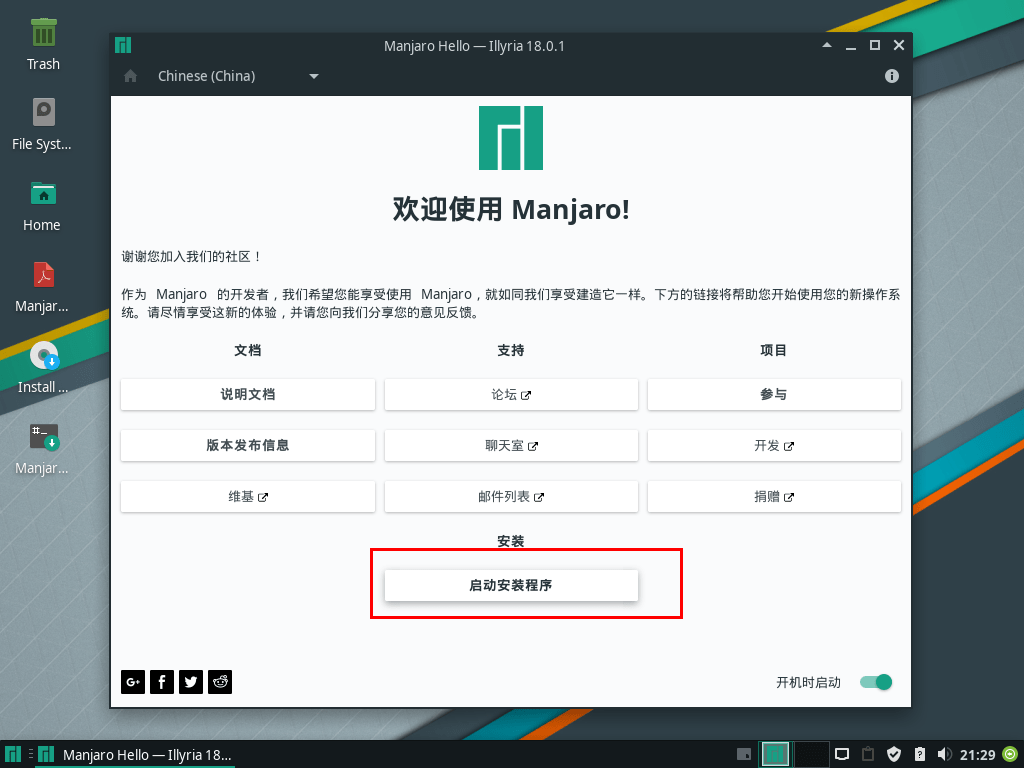 Manjaro Hello — Illyria 18.0.1
Chinese (China)
Trash
File Syst...
Home
Manjar...
Install ...
#_
Manjar...
欢迎使用 Manjaro!
谢谢您加入我们的社区！
作为 Manjaro 的开发者，我们希望您能享受使用 Manjaro，就如同我们享受建造它一样。下方的链接将帮助您开始使用您的新操作系
统。请尽情享受这新的体验，并请您向我们分享您的意见反馈。
文档 支持 项目
说明文档 论坛 参与
版本发布信息 聊天室 开发
维基 邮件列表 捐赠
安装
启动安装程序
G+ f
开机时启动
Manjaro Hello — Illyria 18...
21:29